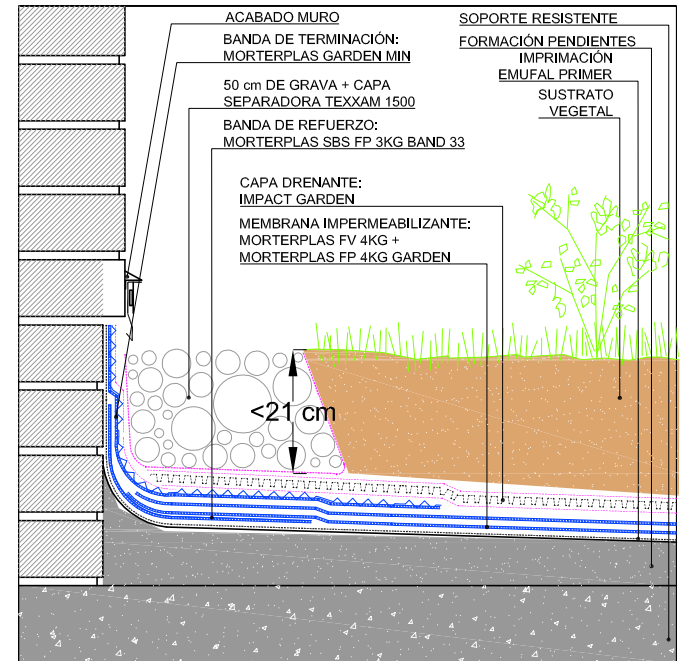 ACABADO MURO
BANDA DE TERMINACIÓN:
MORTERPLAS GARDEN MIN
50 cm DE GRAVA + CAPA
SEPARADORA TEXXAM 1500
BANDA DE REFUERZO:
MORTERPLAS SBS FP 3KG BAND 33
CAPA DRENANTE:
IMPACT GARDEN
MEMBRANA IMPERMEABILIZANTE:
MORTERPLAS FV 4KG +
MORTERPLAS FP 4KG GARDEN
SOPORTE RESISTENTE
FORMACIÓN PENDIENTES
IMPRIMACIÓN
EMUFAL PRIMER
SUSTRATO
VEGETAL
<21 cm